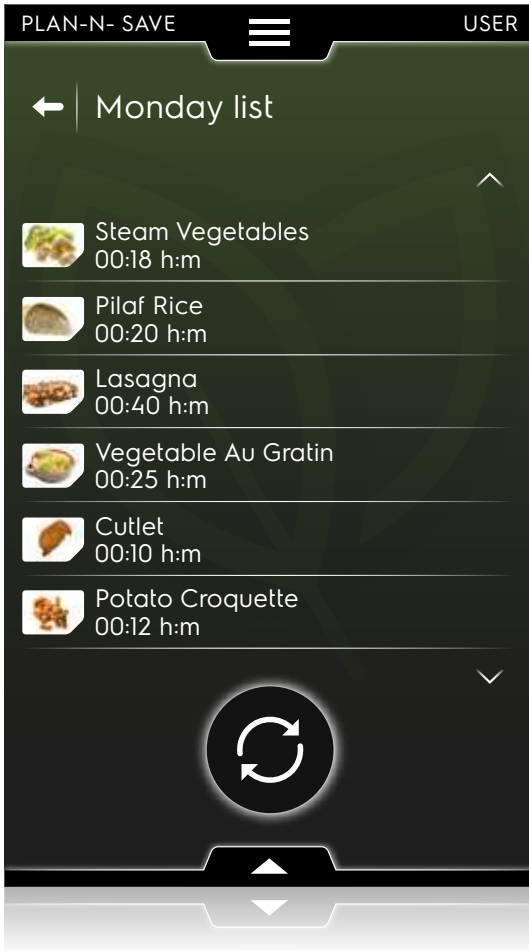 PLAN-N- SAVE
USER
Monday list
Steam Vegetables
00:18 h:m
Pilaf Rice
00:20 h:m
Lasagna
00:40 h:m
Vegetable Au Gratin
00:25 h:m
Cutlet
00:10 h:m
Potato Croquette
00:12 h:m